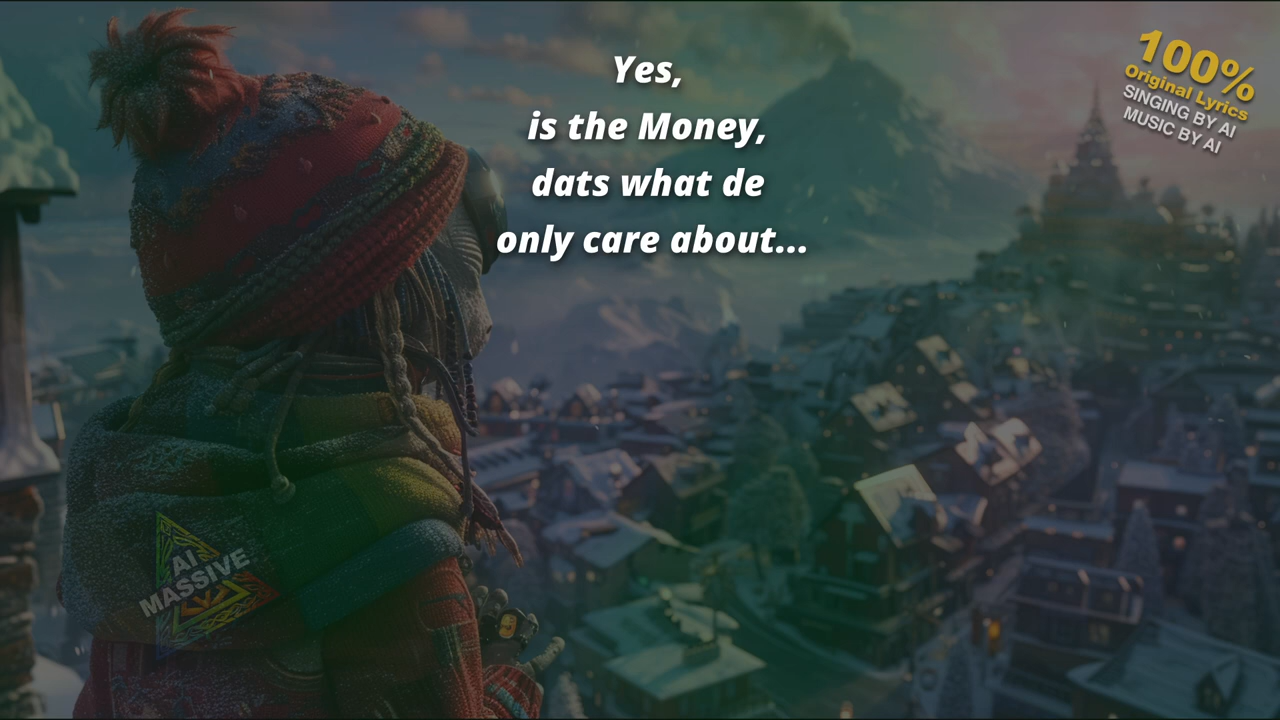 Yes,
is the Money,
dats what de
only care about...
100%
Original Lyrics
SINGING BY AI
MUSIC BY AI
AI
MASSIVE